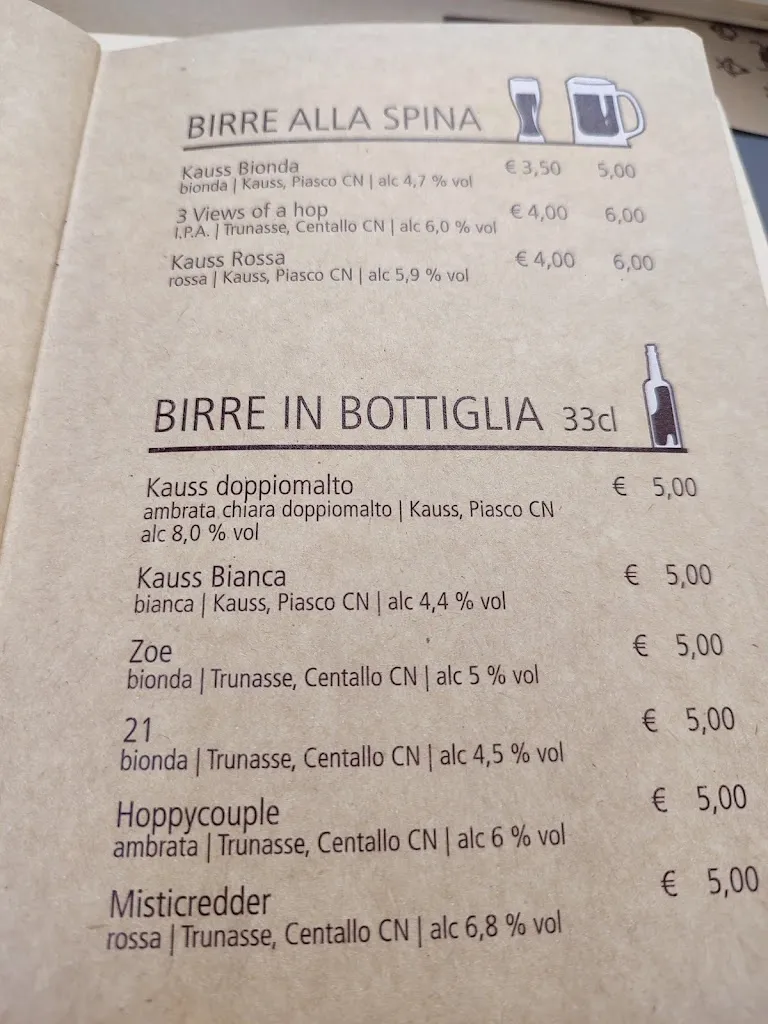 BIRRE ALLA SPINA
Kauss Bionda € 3,50 5,00
bionda | Kauss, Piasco CN | alc 4,7 % vol
3 Views of a hop € 4,00 6,00
I.P.A. | Trunasse, Centallo CN | alc 6,0 % vol
Kauss Rossa € 4,00 6,00
rossa | Kauss, Piasco CN | alc 5,9 % vol
BIRRE IN BOTTIGLIA 33cl
Kauss doppiomalto € 5,00
ambrata chiara doppiomalto | Kauss, Piasco CN
alc 8,0 % vol
Kauss Bianca € 5,00
bianca | Kauss, Piasco CN | alc 4,4 % vol
Zoe € 5,00
bionda | Trunasse, Centallo CN | alc 5 % vol
21 € 5,00
bionda | Trunasse, Centallo CN | alc 4,5 % vol
Hoppycouple € 5,00
ambrata | Trunasse, Centallo CN | alc 6 % vol
Misticredder € 5,00
rossa | Trunasse, Centallo CN | alc 6,8 % vol